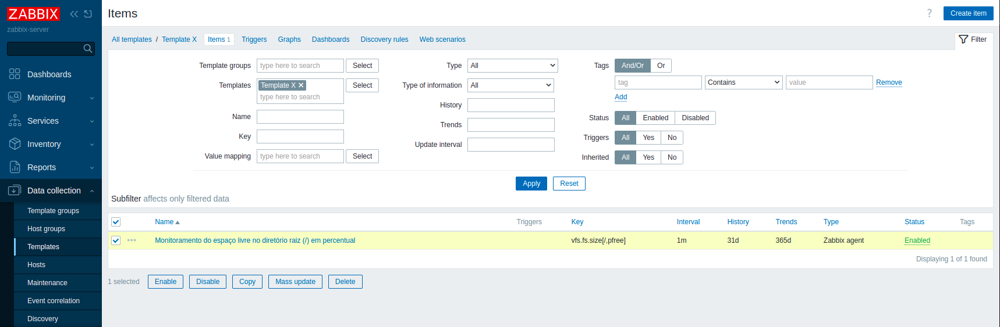 ZABBIX
zabbix-server
Dashboards
Monitoring
Services
Inventory
Reports
Data collection
Template groups
Host groups
Templates
Hosts
Maintenance
Event correlation
Discovery
Items
? Create item
All templates / Template X Items 1 Triggers Graphs Dashboards Discovery rules Web scenarios Filter
Template groups type here to search Select
Templates Template X type here to search Select
Name
Key
Value mapping type here to search Select
Type All
Type of information All
History
Trends
Update interval
Tags And/Or Or
tag Contains value Remove
Add
Status All Enabled Disabled
Triggers All Yes No
Inherited All Yes No
Apply Reset
Subfilter affects only filtered data
Name Triggers Key Interval History Trends Type Status Tags
Monitoramento do espaço livre no diretório raiz (/) em percentual vfs.fs.size[/,pfree] 1m 31d 365d Zabbix agent Enabled
Displaying 1 of 1 found
1 selected Enable Disable Copy Mass update Delete